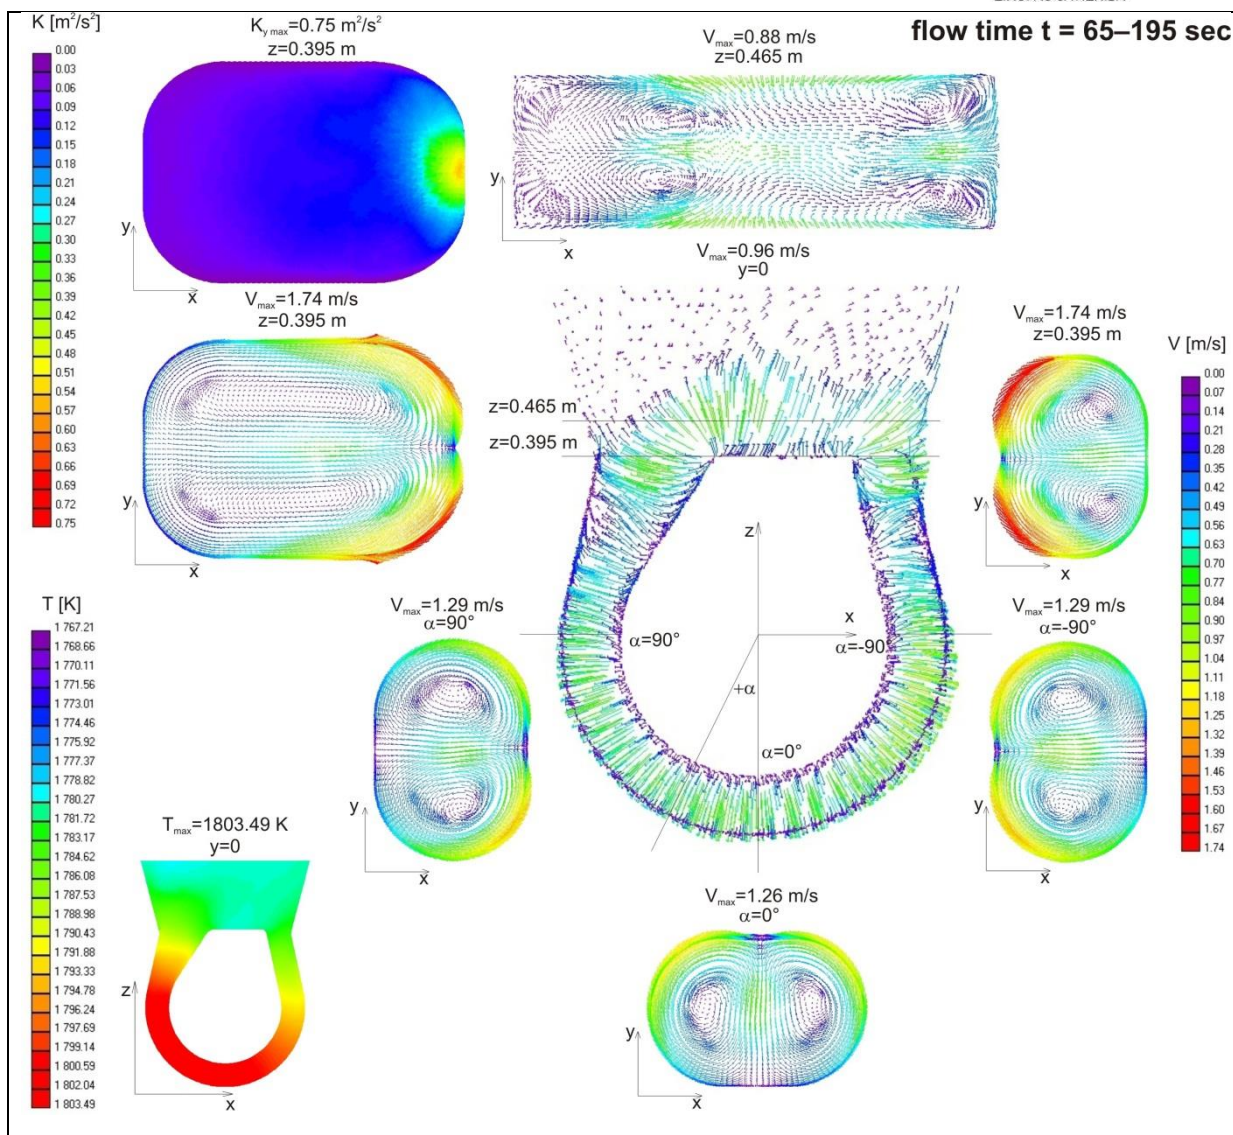 flow time t = 65–195 sec
K [m²/s²]
0.00
0.03
0.06
0.09
0.12
0.15
0.18
0.21
0.24
0.27
0.30
0.33
0.36
0.39
0.42
0.45
0.48
0.51
0.54
0.57
0.60
0.63
0.66
0.69
0.72
0.75
K y max=0.75 m²/s²
z=0.395 m
y
x
Vmax=0.88 m/s
z=0.465 m
y
x
Vmax=1.74 m/s
z=0.395 m
y
x
Vmax=0.96 m/s
y=0
z=0.465 m
z=0.395 m
z
x
α=90°
α=-90°
+α
α=0°
Vmax=1.74 m/s
z=0.395 m
y
x
V [m/s]
0.00
0.07
0.14
0.21
0.28
0.35
0.42
0.49
0.56
0.63
0.70
0.77
0.84
0.90
0.97
1.04
1.11
1.18
1.25
1.32
1.39
1.46
1.53
1.60
1.67
1.74
T [K]
1 767.21
1 768.66
1 770.11
1 771.56
1 773.01
1 774.46
1 775.92
1 777.37
1 778.82
1 780.27
1 781.72
1 783.17
1 784.62
1 786.08
1 787.53
1 788.98
1 790.43
1 791.88
1 793.33
1 794.78
1 796.24
1 797.69
1 799.14
1 800.59
1 802.04
1 803.49
Vmax=1.29 m/s
α=90°
y
x
Vmax=1.29 m/s
α=-90°
y
x
Tmax=1803.49 K
y=0
z
x
Vmax=1.26 m/s
α=0°
y
x